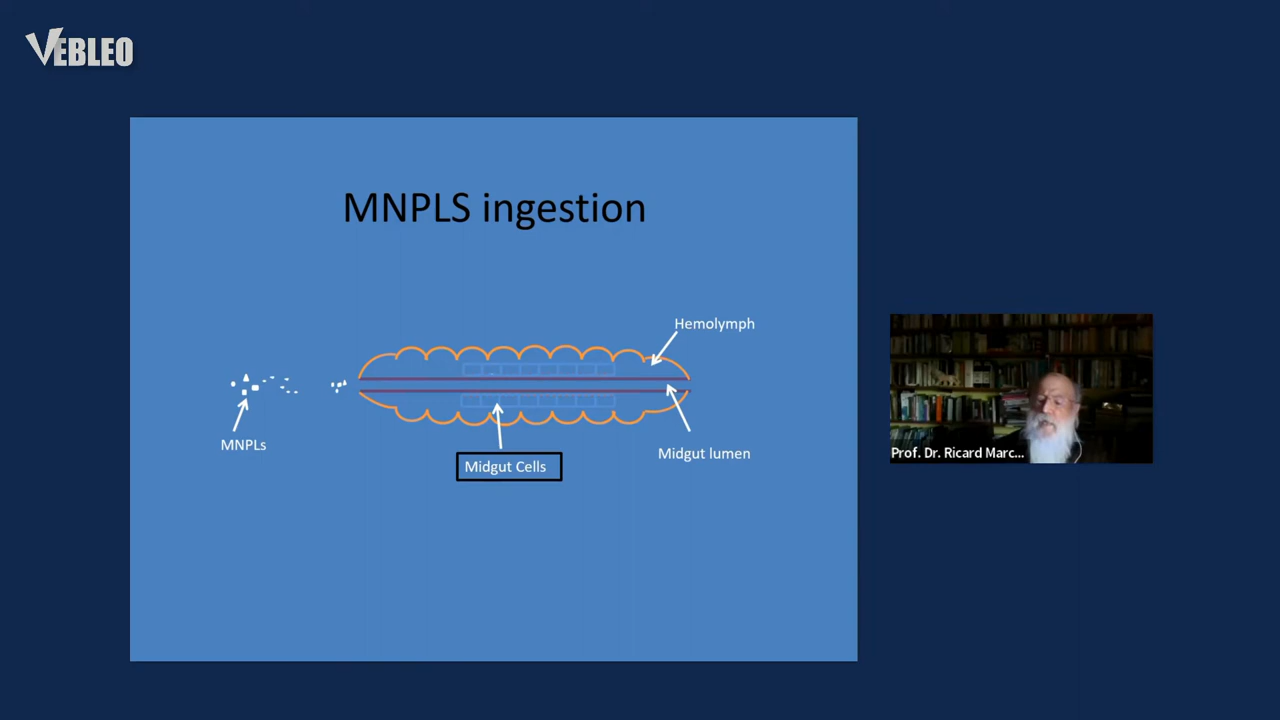 VEBLEO
MNPLS ingestion
Hemolymph
MNPLs
Midgut Cells
Midgut lumen
Prof. Dr. Ricard Marc...